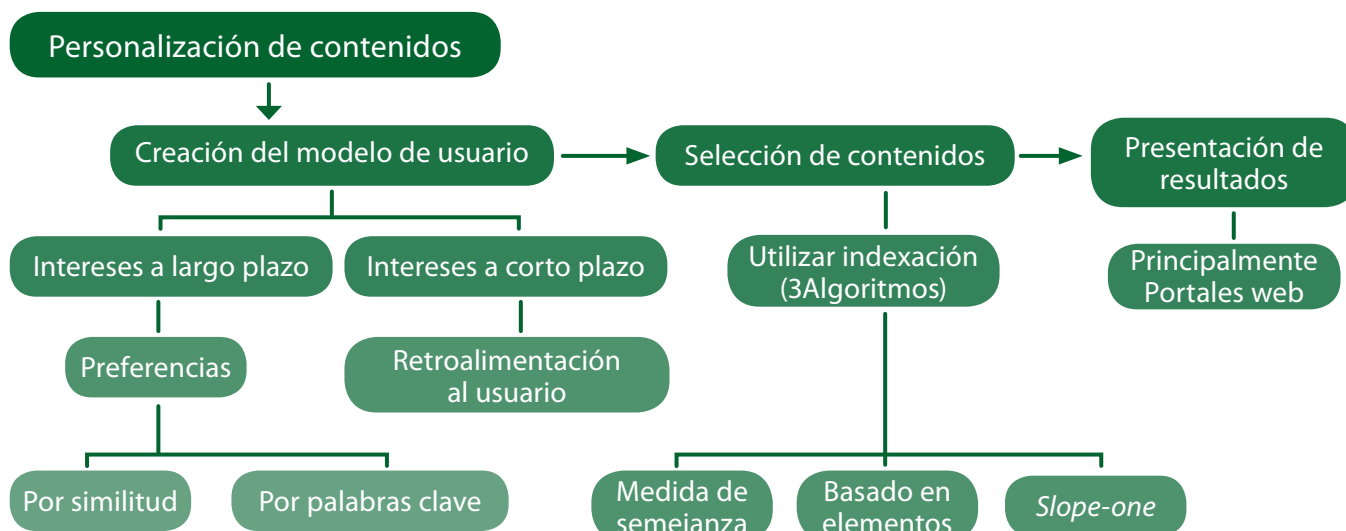 Personalización de contenidos
Creación del modelo de usuario
Selección de contenidos
Presentación de
resultados
Intereses a largo plazo
Intereses a corto plazo
Utilizar indexación
(3Algoritmos)
Principalmente
Portales web
Preferencias
Retroalimentación
al usuario
Por similitud
Por palabras clave
Medida de
semejanza
Basado en
elementos
Slope-one